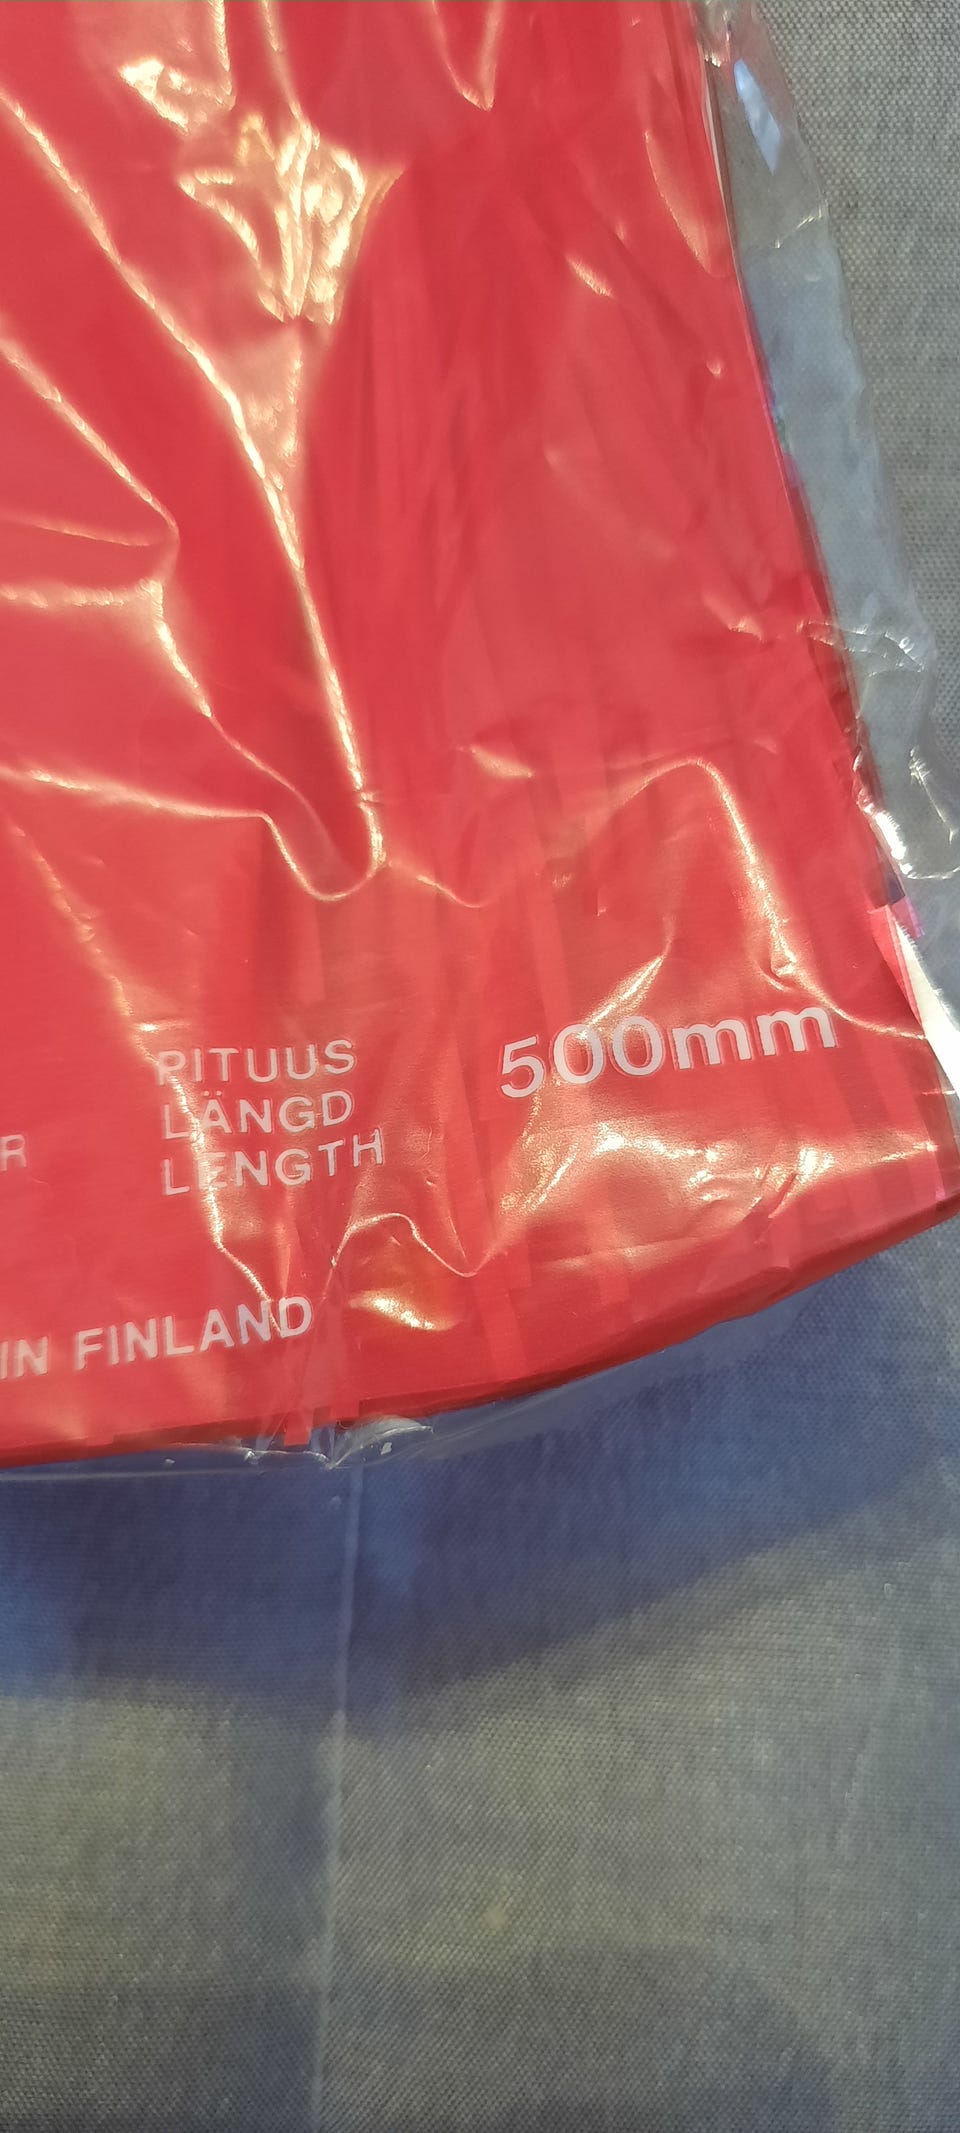 PITUUS
LÄNGD
LENGTH
500mm
R
IN FINLAND